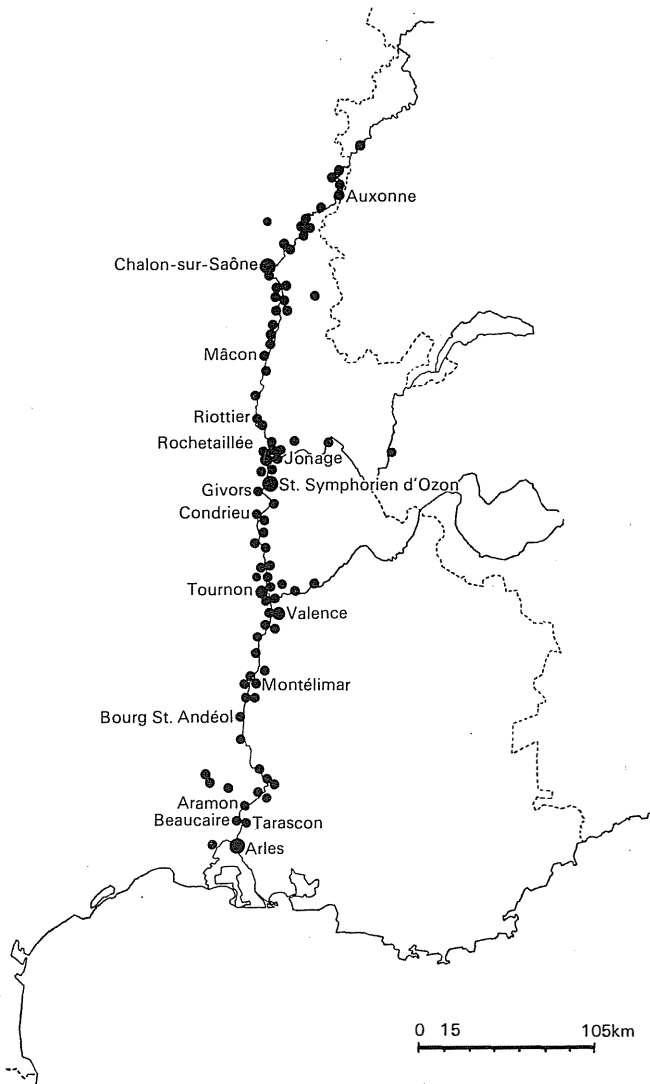 Auxonne
Chalon-sur-Saône
Mâcon
Riottier
Rochetaillée
Jonage
St. Symphorien d'Ozon
Givors
Condrieu
Tournon
Valence
Montélimar
Bourg St. Andéol
Aramon
Beaucaire
Tarascon
Arles
0 15 105km